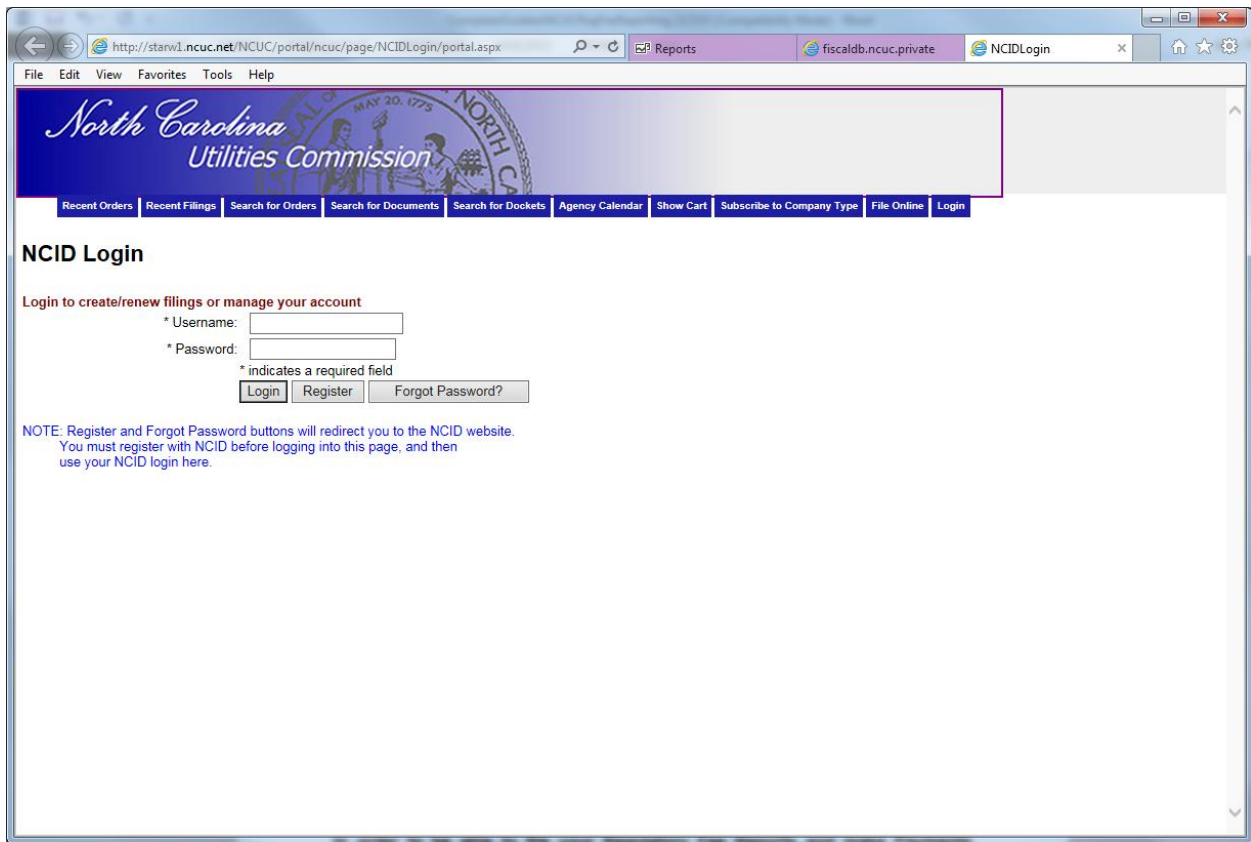 http://starw1.ncuc.net/NCUC/portal/ncuc/page/NCIDLogin/portal.aspx Reports fiscaldb.ncuc.private NCIDLogin
File Edit View Favorites Tools Help
MAY 20. 1775
North Carolina
Utilities Commission
Recent Orders Recent Filings Search for Orders Search for Documents Search for Dockets Agency Calendar Show Cart Subscribe to Company Type File Online Login
NCID Login
Login to create/renew filings or manage your account
* Username:
* Password:
* indicates a required field
Login Register Forgot Password?
NOTE: Register and Forgot Password buttons will redirect you to the NCID website.
You must register with NCID before logging into this page, and then
use your NCID login here.